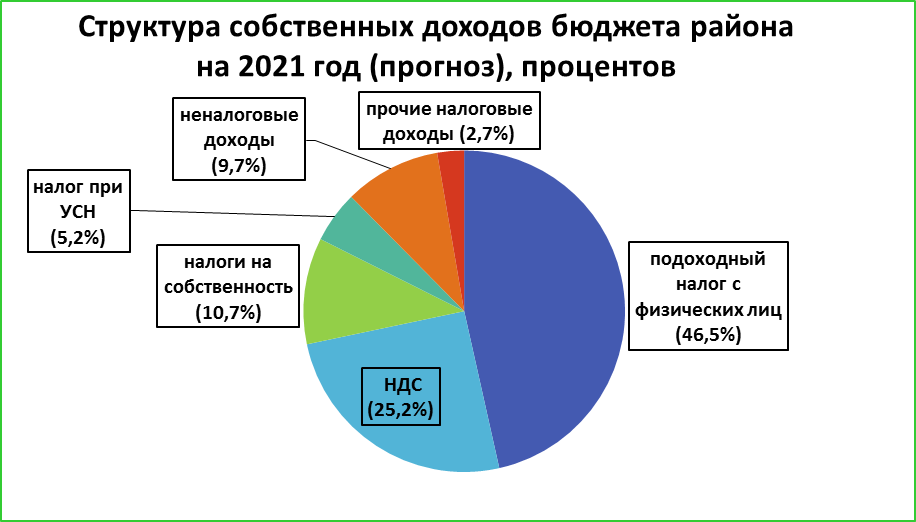 Структура собственных доходов бюджета района
на 2021 год (прогноз), процентов
прочие налоговые
доходы (2,7%)
неналоговые
доходы
(9,7%)
налог при
УСН
(5,2%)
налоги на
собственность
(10,7%)
подоходный
налог с
физических лиц
(46,5%)
НДС
(25,2%)